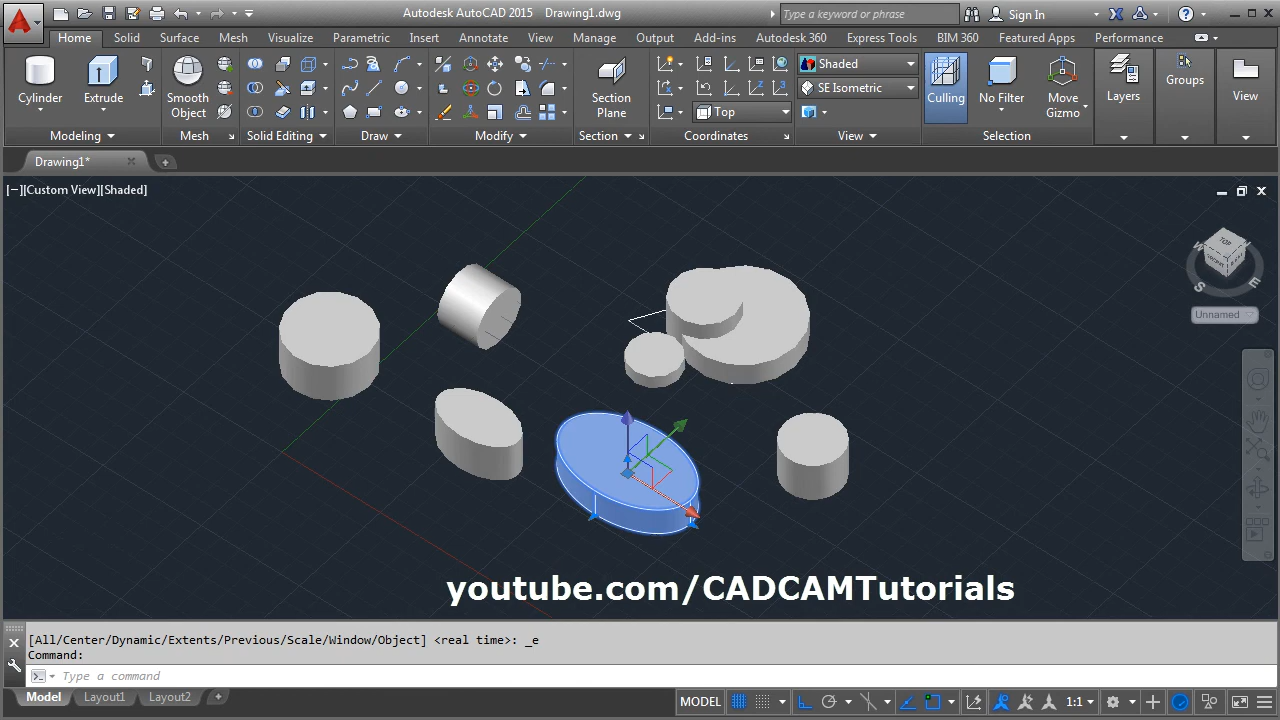 Autodesk AutoCAD 2015 Drawing1.dwg
Type a keyword or phrase
Sign In
Home Solid Surface Mesh Visualize Parametric Insert Annotate View Manage Output Add-ins Autodesk 360 Express Tools BIM 360 Featured Apps Performance
Cylinder
Extrude
Smooth
Object
Section
Plane
Shaded
SE Isometric
Top
Culling
No Filter
Move
Gizmo
Layers
Groups
View
Modeling
Mesh
Solid Editing
Draw
Modify
Section
Coordinates
View
Selection
Drawing1*
[−][Custom View][Shaded]
TOP
W
S
E
Unnamed
youtube.com/CADCAMTutorials
[All/Center/Dynamic/Extents/Previous/Scale/Window/Object] <real time>: _e
Command:
Type a command
Model Layout1 Layout2
MODEL
1:1